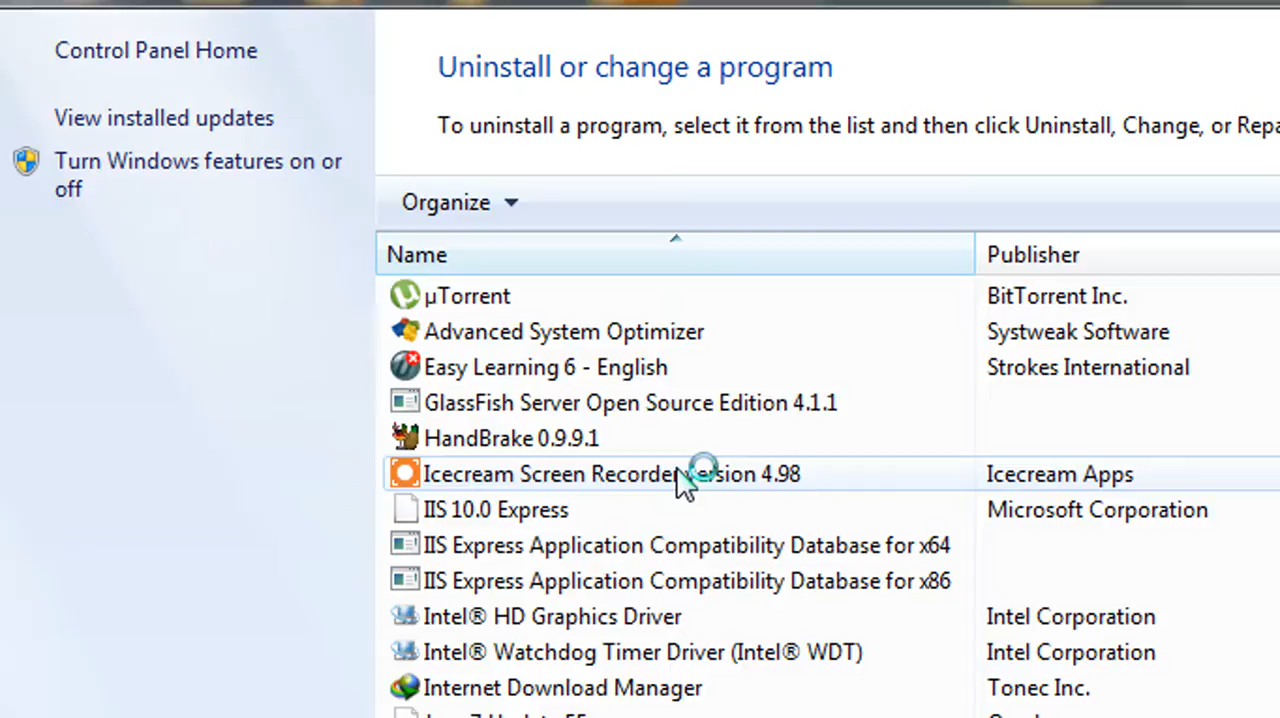 Control Panel Home
View installed updates
Turn Windows features on or
off
Uninstall or change a program
To uninstall a program, select it from the list and then click Uninstall, Change, or Repa
Organize
Name Publisher
µTorrent BitTorrent Inc.
Advanced System Optimizer Systweak Software
Easy Learning 6 - English Strokes International
GlassFish Server Open Source Edition 4.1.1
HandBrake 0.9.9.1
Icecream Screen Recorder version 4.98 Icecream Apps
IIS 10.0 Express Microsoft Corporation
IIS Express Application Compatibility Database for x64
IIS Express Application Compatibility Database for x86
Intel® HD Graphics Driver Intel Corporation
Intel® Watchdog Timer Driver (Intel® WDT) Intel Corporation
Internet Download Manager Tonec Inc.